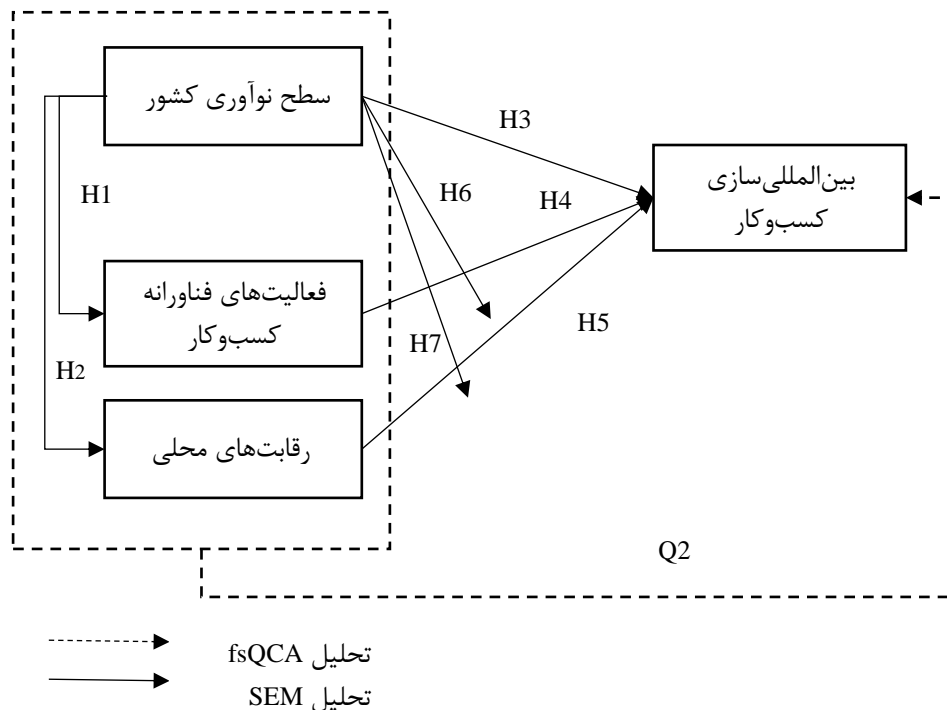 سطح نوآوری کشور
H3
بین‌المللی‌سازی
کسب‌وکار
H1
H6
H4
فعالیت‌های فناورانه
کسب‌وکار
H5
H7
H2
رقابت‌های محلی
Q2
تحلیل fsQCA
تحلیل SEM